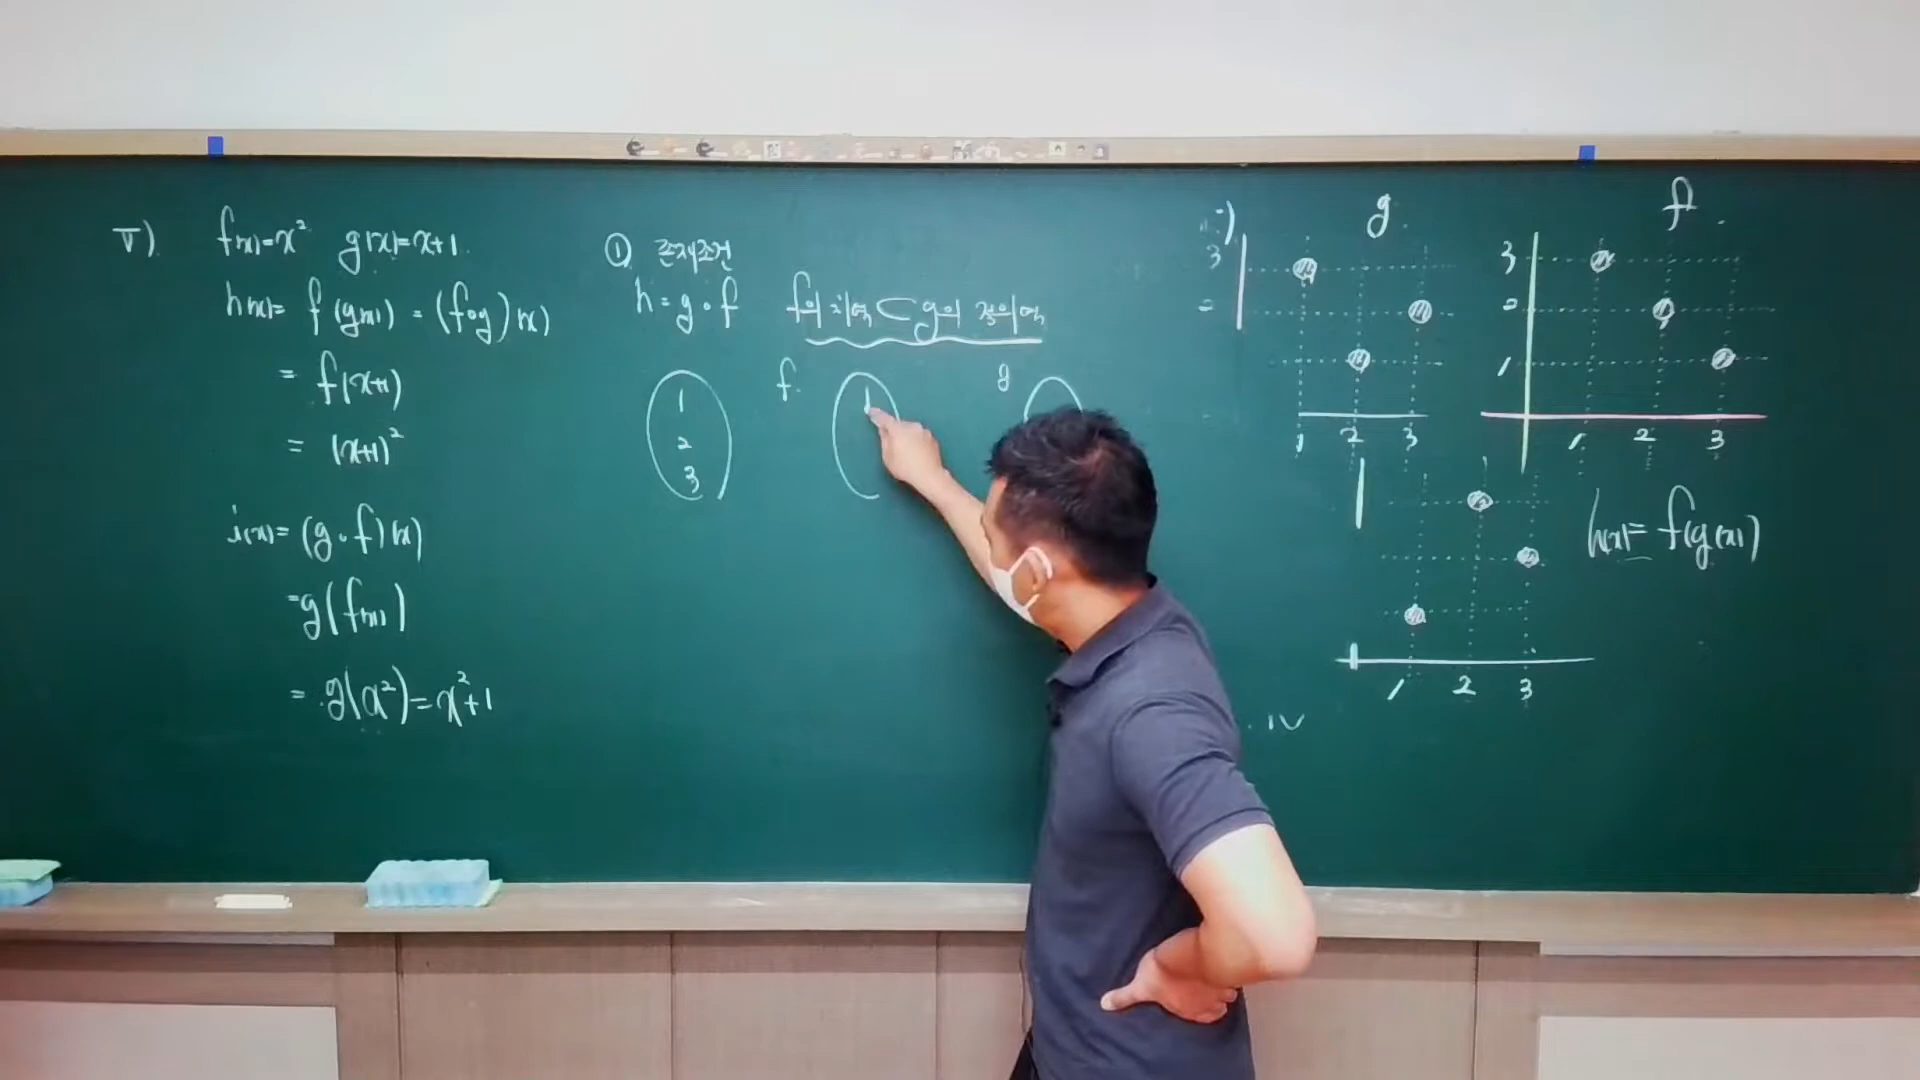 V) f(x)=x² g(x)=x+1
h(x)= f(g(x)) = (f∘g)(x)
= f(x+1)
= (x+1)²
i(x)= (g∘f)(x)
=g(f(x))
= g(x²)=x²+1
① 존재조건
h = g∘f f의 치역⊂g의 정의역
f g
1 1
2
3
g
3
2
1 2 3
f
3
2
1
1 2 3
h(x)= f(g(x))
1 2 3
IV